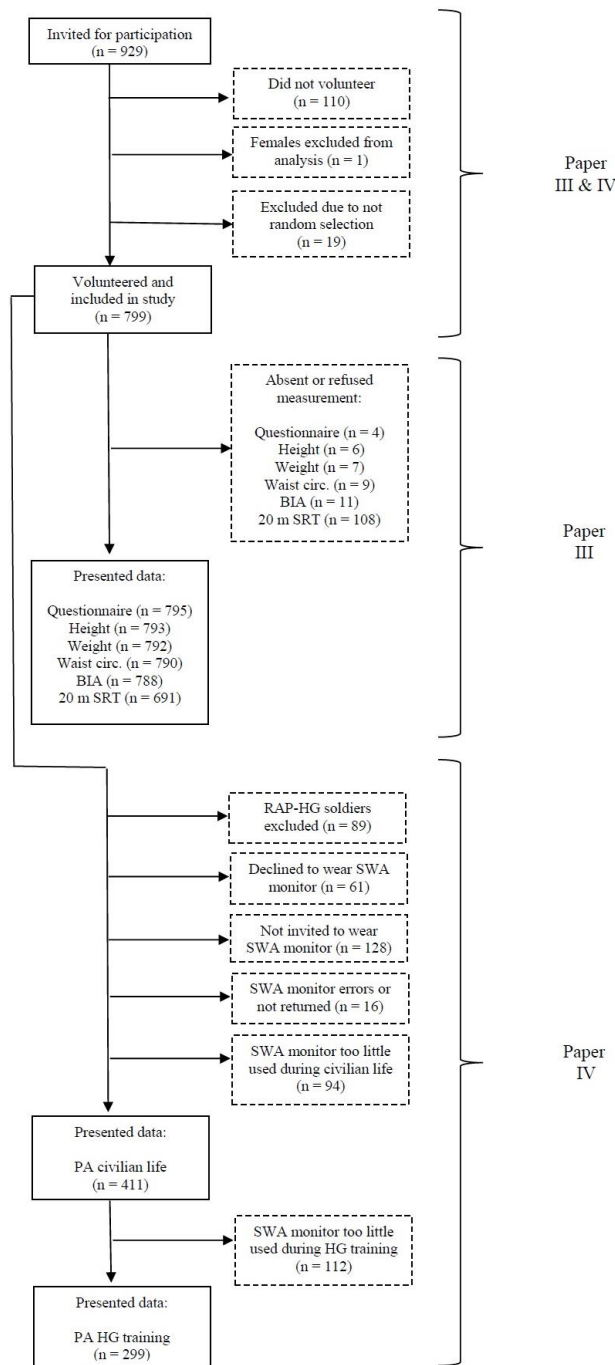 Invited for participation
(n = 929)
Did not volunteer
(n = 110)
Females excluded from
analysis (n = 1)
Excluded due to not
random selection
(n = 19)
Paper
III & IV
Volunteered and
included in study
(n = 799)
Absent or refused
measurement:
Questionnaire (n = 4)
Height (n = 6)
Weight (n = 7)
Waist circ. (n = 9)
BIA (n = 11)
20 m SRT (n = 108)
Paper
III
Presented data:
Questionnaire (n = 795)
Height (n = 793)
Weight (n = 792)
Waist circ. (n = 790)
BIA (n = 788)
20 m SRT (n = 691)
RAP-HG soldiers
excluded (n = 89)
Declined to wear SWA
monitor (n = 61)
Not invited to wear
SWA monitor (n = 128)
SWA monitor errors or
not returned (n = 16)
SWA monitor too little
used during civilian life
(n = 94)
Paper
IV
Presented data:
PA civilian life
(n = 411)
SWA monitor too little
used during HG training
(n = 112)
Presented data:
PA HG training
(n = 299)